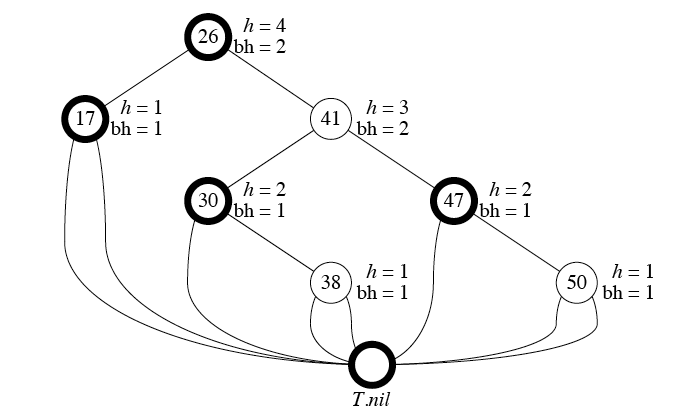 26
h = 4
bh = 2
17
h = 1
bh = 1
41
h = 3
bh = 2
30
h = 2
bh = 1
47
h = 2
bh = 1
38
h = 1
bh = 1
50
h = 1
bh = 1
T.nil